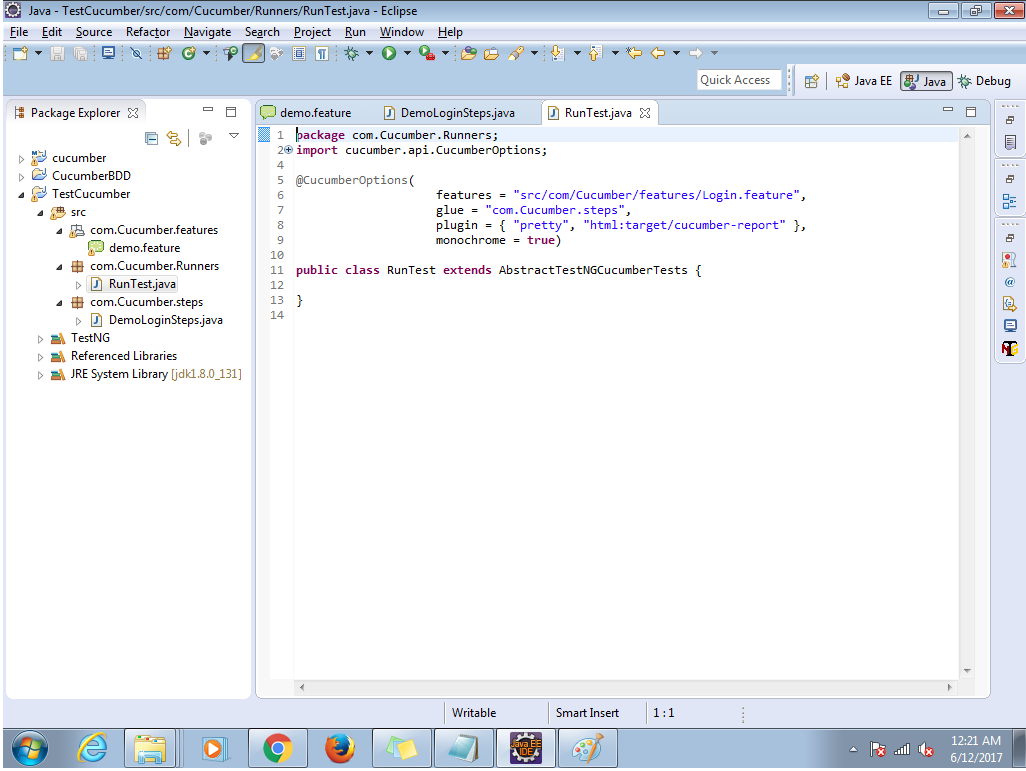 Java - TestCucumber/src/com/Cucumber/Runners/RunTest.java - Eclipse
File Edit Source Refactor Navigate Search Project Run Window Help
Quick Access
Java EE
Java
Debug
Package Explorer
cucumber
CucumberBDD
TestCucumber
src
com.Cucumber.features
demo.feature
com.Cucumber.Runners
RunTest.java
com.Cucumber.steps
DemoLoginSteps.java
TestNG
Referenced Libraries
JRE System Library [jdk1.8.0_131]
demo.feature DemoLoginSteps.java RunTest.java
1 package com.Cucumber.Runners;
2 import cucumber.api.CucumberOptions;
4
5 @CucumberOptions(
6 features = "src/com/Cucumber/features/Login.feature",
7 glue = "com.Cucumber.steps",
8 plugin = { "pretty", "html:target/cucumber-report" },
9 monochrome = true)
10
11 public class RunTest extends AbstractTestNGCucumberTests {
12
13 }
14
Writable Smart Insert 1 : 1
Java EE
IDE
12:21 AM
6/12/2017